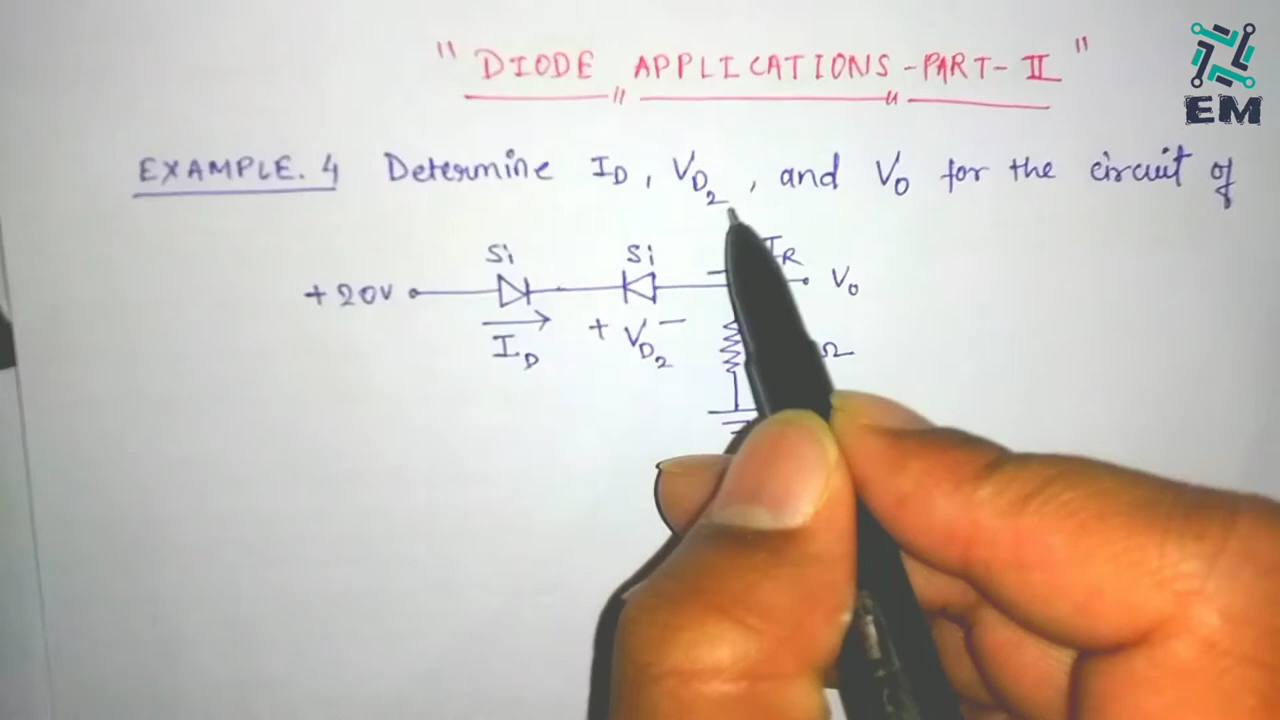 " DIODE APPLICATIONS - PART - II "
EM
EXAMPLE. 4 Determine ID, VD2, and Vo for the circuit of
Si Si IR
+20V Vo
ID + VD2 − Ω